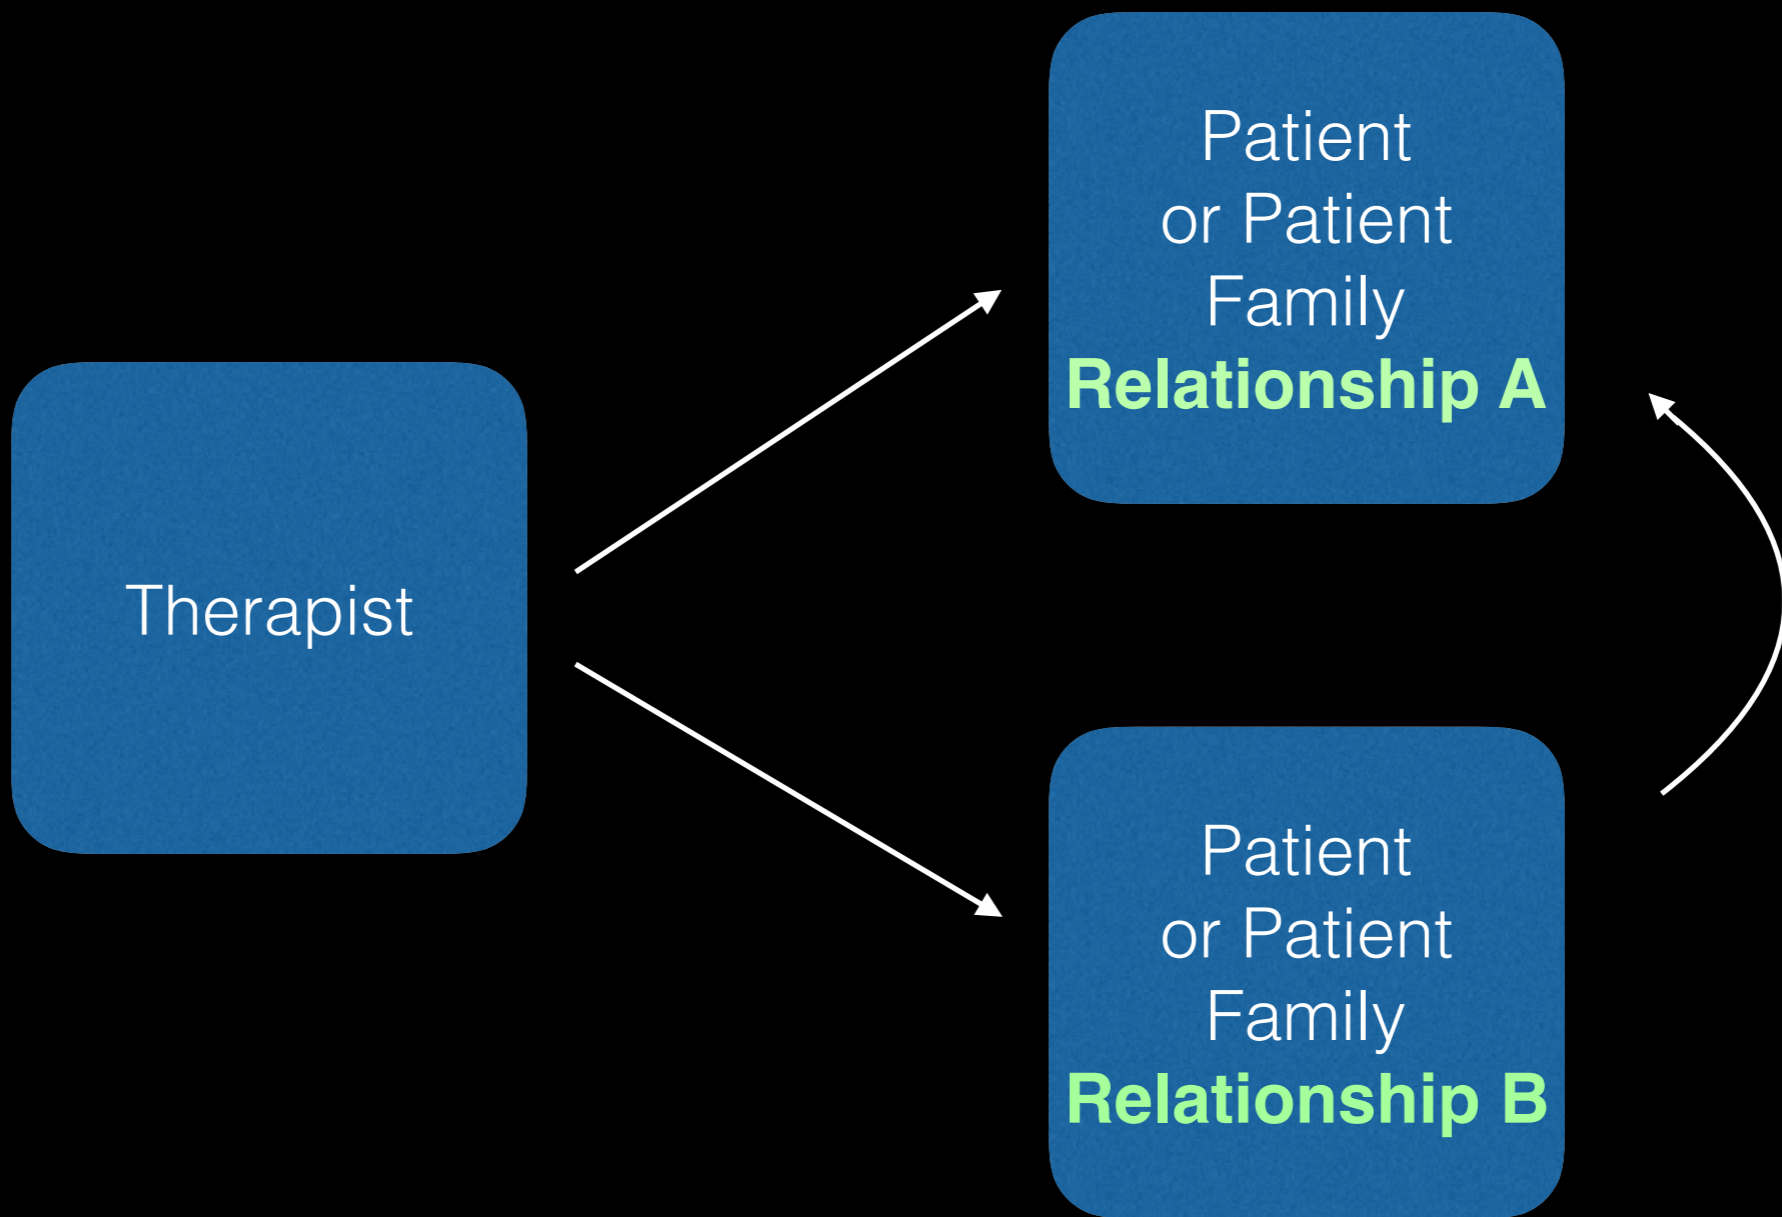 Therapist
Patient
or Patient
Family
Relationship A
Patient
or Patient
Family
Relationship B